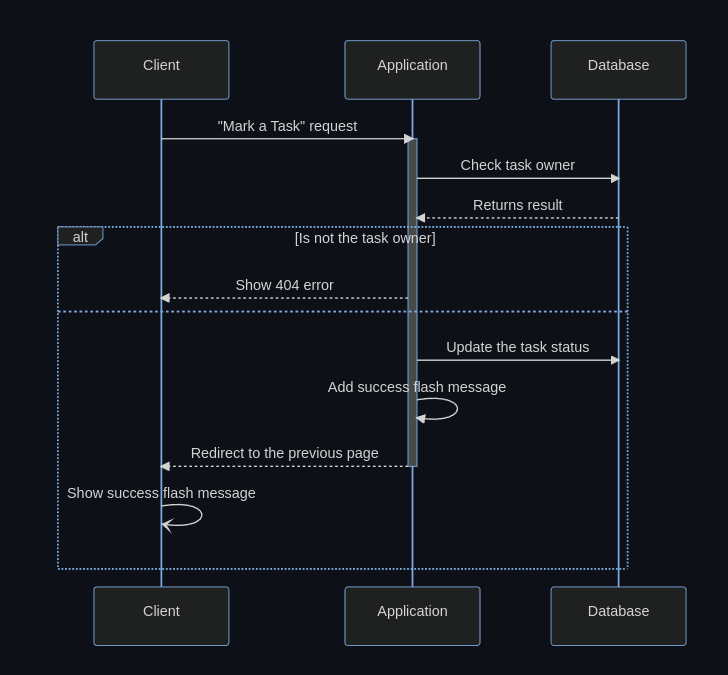 Client
Application
Database
"Mark a Task" request
Check task owner
Returns result
alt
[Is not the task owner]
Show 404 error
Update the task status
Add success flash message
Redirect to the previous page
Show success flash message
Client
Application
Database